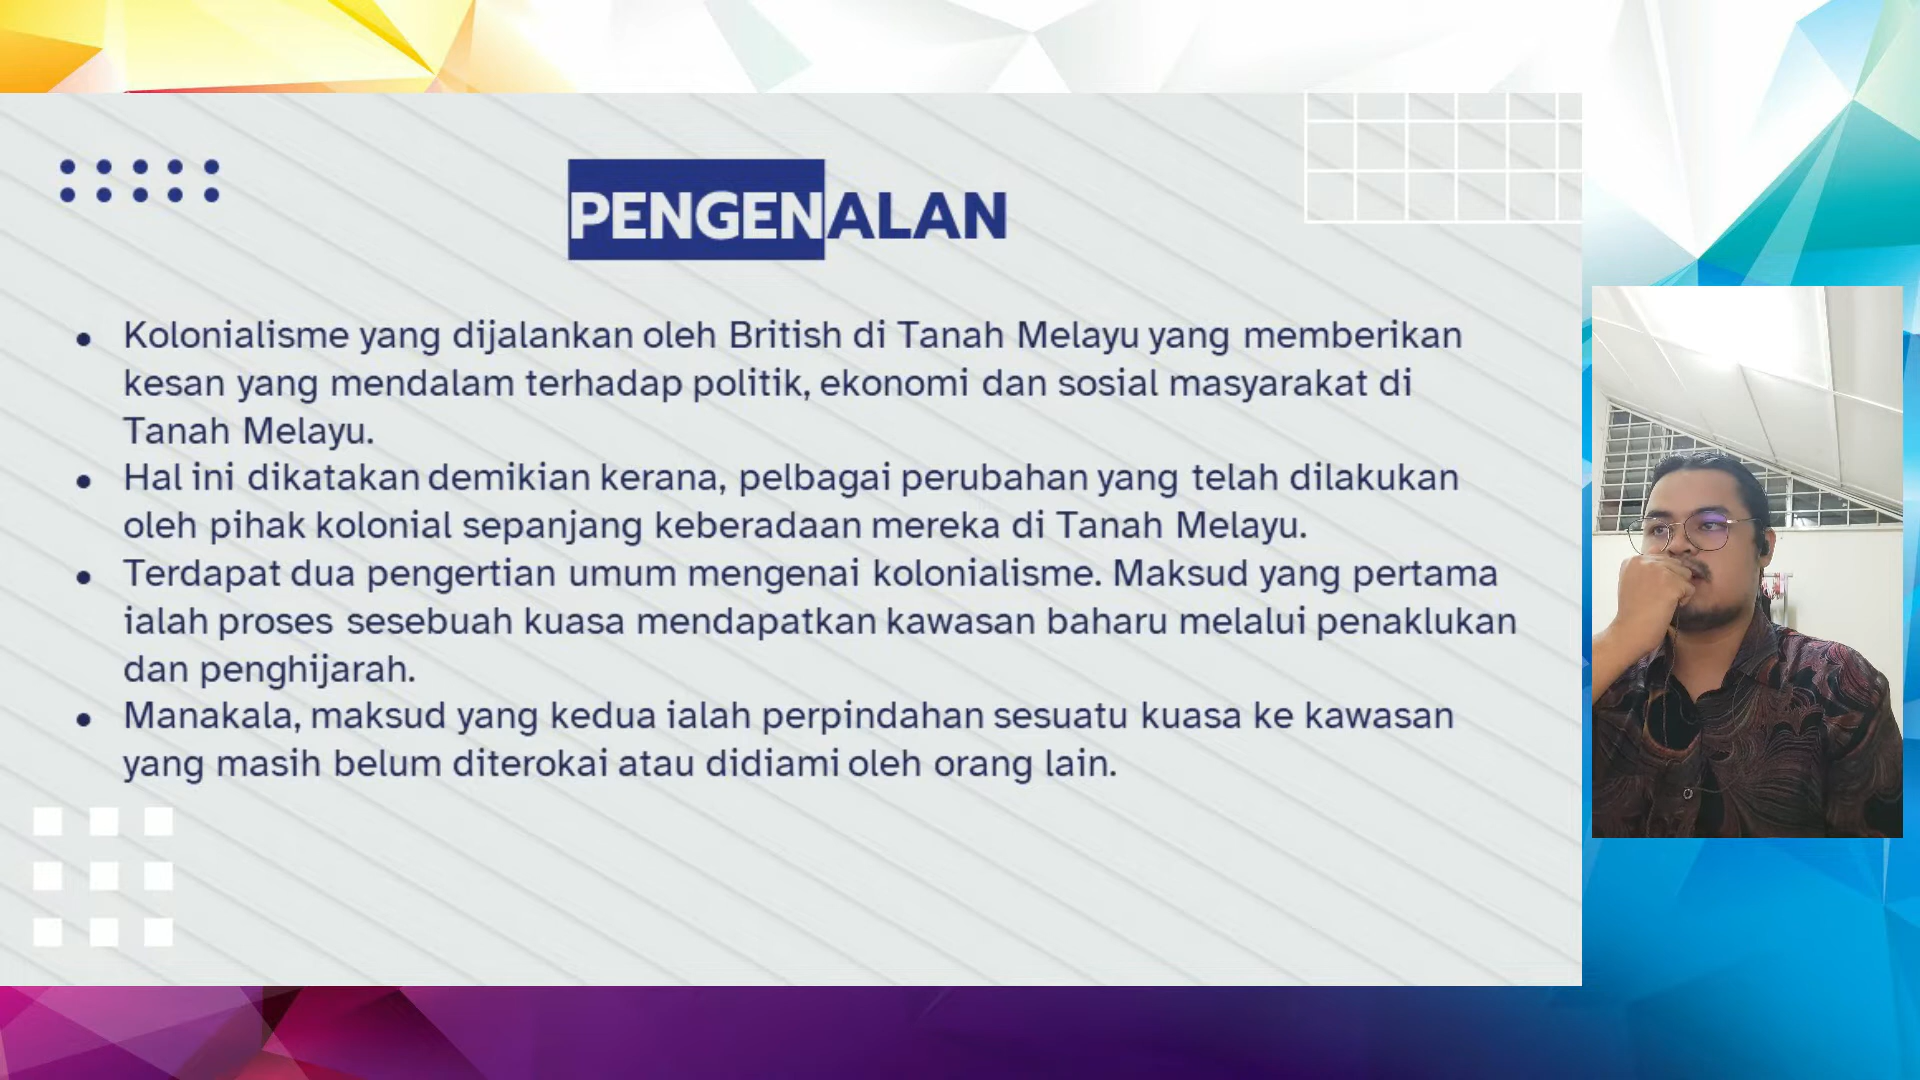 PENGENALAN
• Kolonialisme yang dijalankan oleh British di Tanah Melayu yang memberikan
kesan yang mendalam terhadap politik, ekonomi dan sosial masyarakat di
Tanah Melayu.
• Hal ini dikatakan demikian kerana, pelbagai perubahan yang telah dilakukan
oleh pihak kolonial sepanjang keberadaan mereka di Tanah Melayu.
• Terdapat dua pengertian umum mengenai kolonialisme. Maksud yang pertama
ialah proses sesebuah kuasa mendapatkan kawasan baharu melalui penaklukan
dan penghijarah.
• Manakala, maksud yang kedua ialah perpindahan sesuatu kuasa ke kawasan
yang masih belum diterokai atau didiami oleh orang lain.